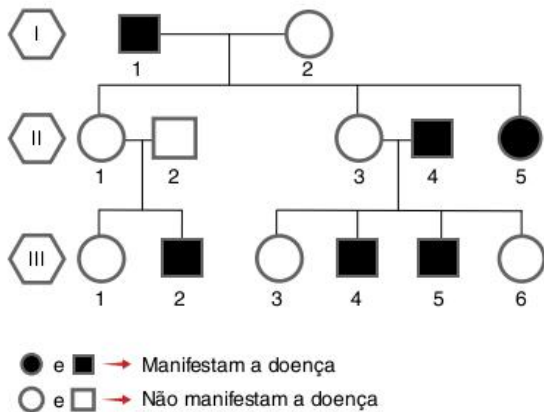 I
1 2
II
1 2 3 4 5
III
1 2 3 4 5 6
e → Manifestam a doença
e → Não manifestam a doença